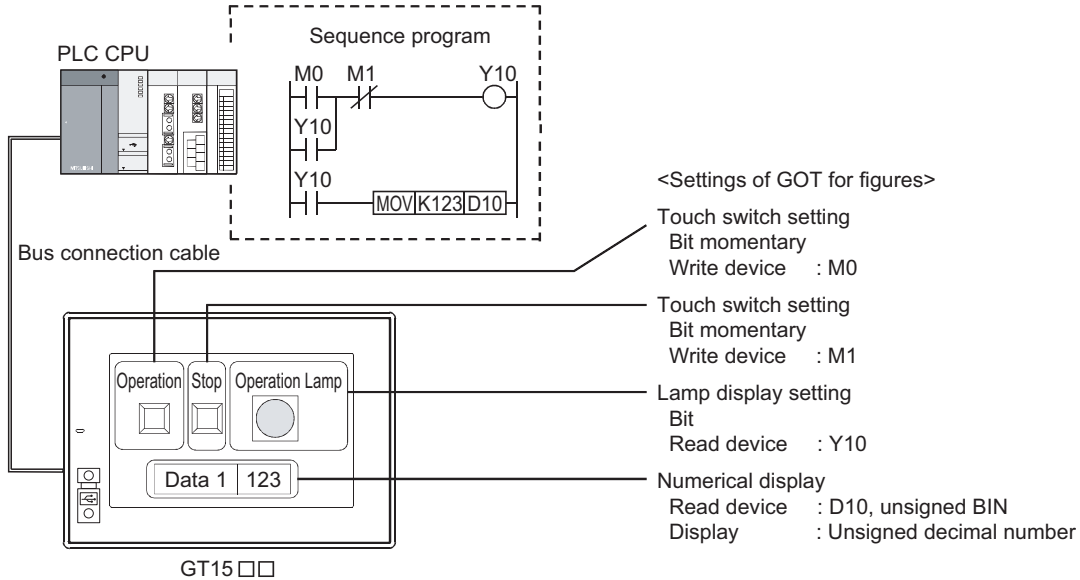 PLC CPU
Sequence program
M0 M1 Y10
Y10
Y10
MOV K123 D10
Bus connection cable
<Settings of GOT for figures>
Touch switch setting
Bit momentary
Write device : M0
Touch switch setting
Bit momentary
Write device : M1
Lamp display setting
Bit
Read device : Y10
Numerical display
Read device : D10, unsigned BIN
Display : Unsigned decimal number
Operation Stop Operation Lamp
Data 1 123
GT15 □□